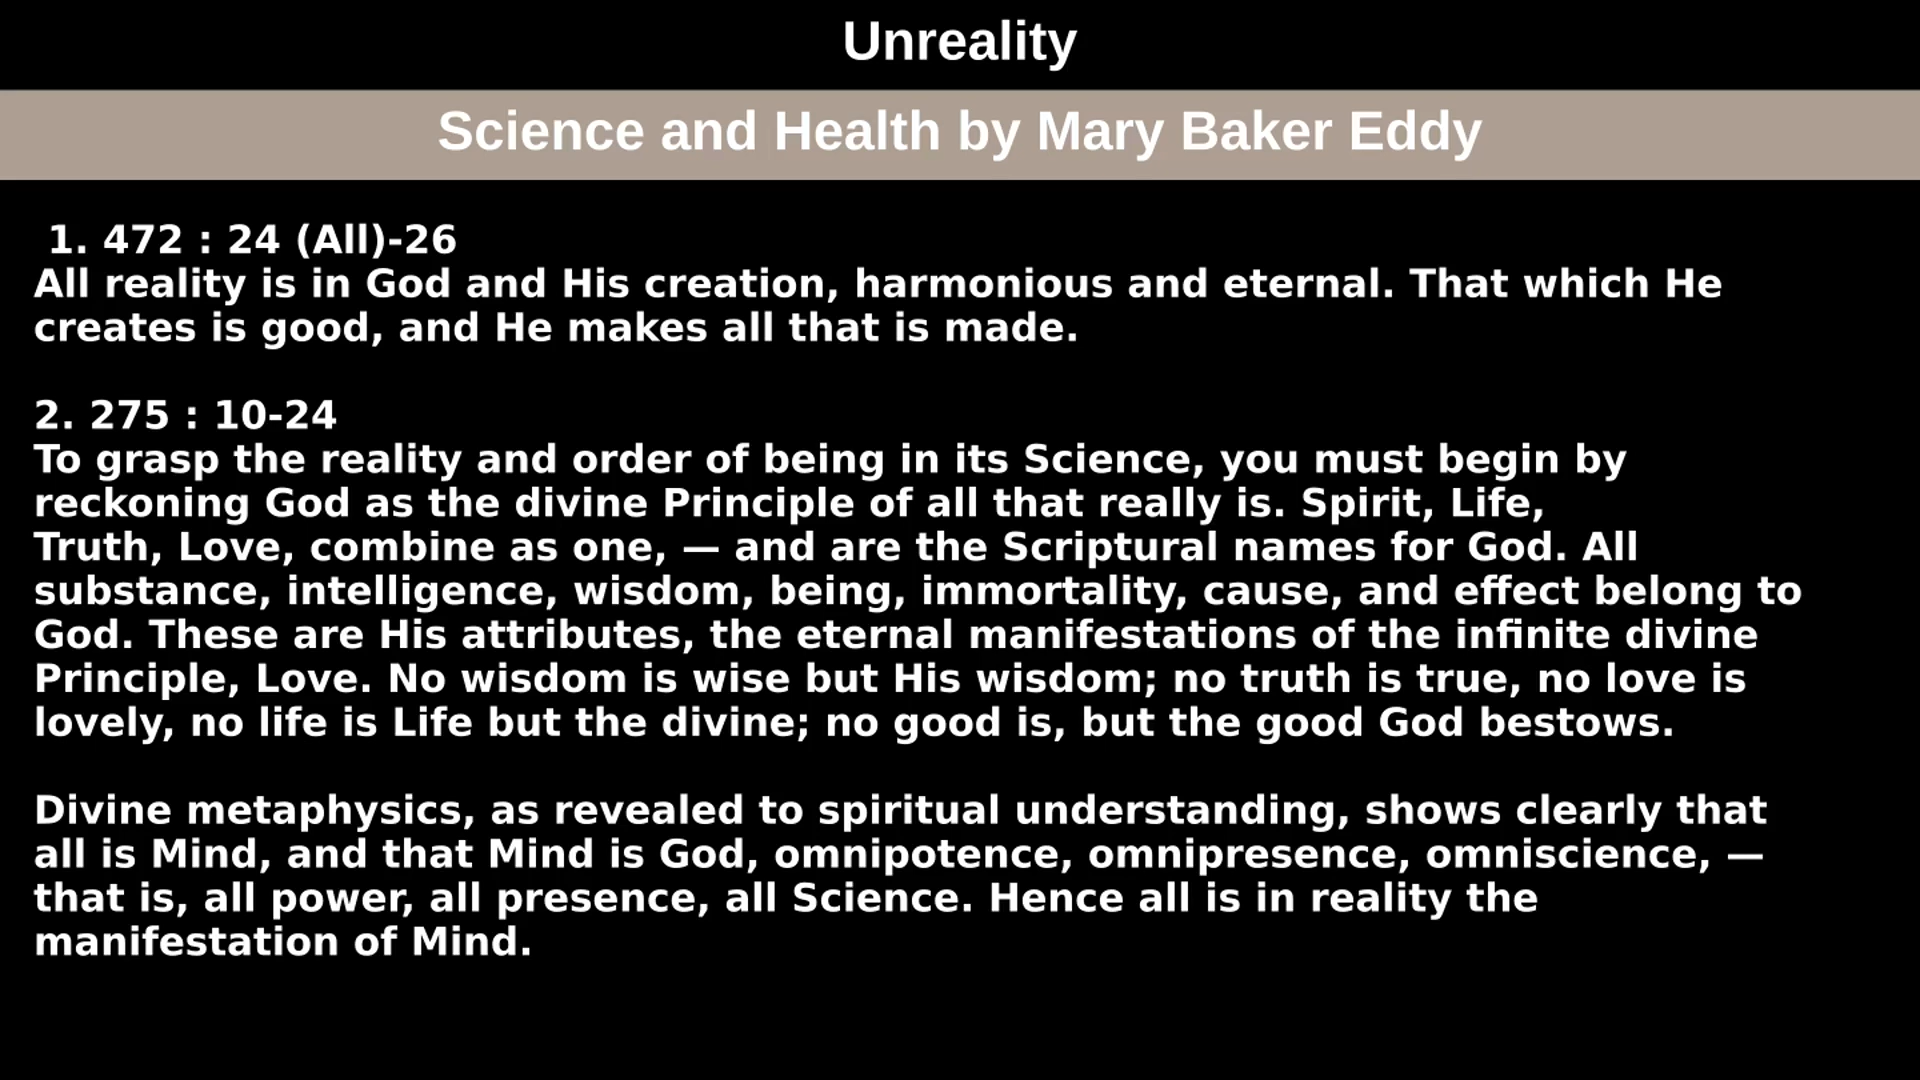 Unreality
Science and Health by Mary Baker Eddy
1. 472 : 24 (All)-26
All reality is in God and His creation, harmonious and eternal. That which He
creates is good, and He makes all that is made.
2. 275 : 10-24
To grasp the reality and order of being in its Science, you must begin by
reckoning God as the divine Principle of all that really is. Spirit, Life,
Truth, Love, combine as one, — and are the Scriptural names for God. All
substance, intelligence, wisdom, being, immortality, cause, and effect belong to
God. These are His attributes, the eternal manifestations of the infinite divine
Principle, Love. No wisdom is wise but His wisdom; no truth is true, no love is
lovely, no life is Life but the divine; no good is, but the good God bestows.
Divine metaphysics, as revealed to spiritual understanding, shows clearly that
all is Mind, and that Mind is God, omnipotence, omnipresence, omniscience, —
that is, all power, all presence, all Science. Hence all is in reality the
manifestation of Mind.